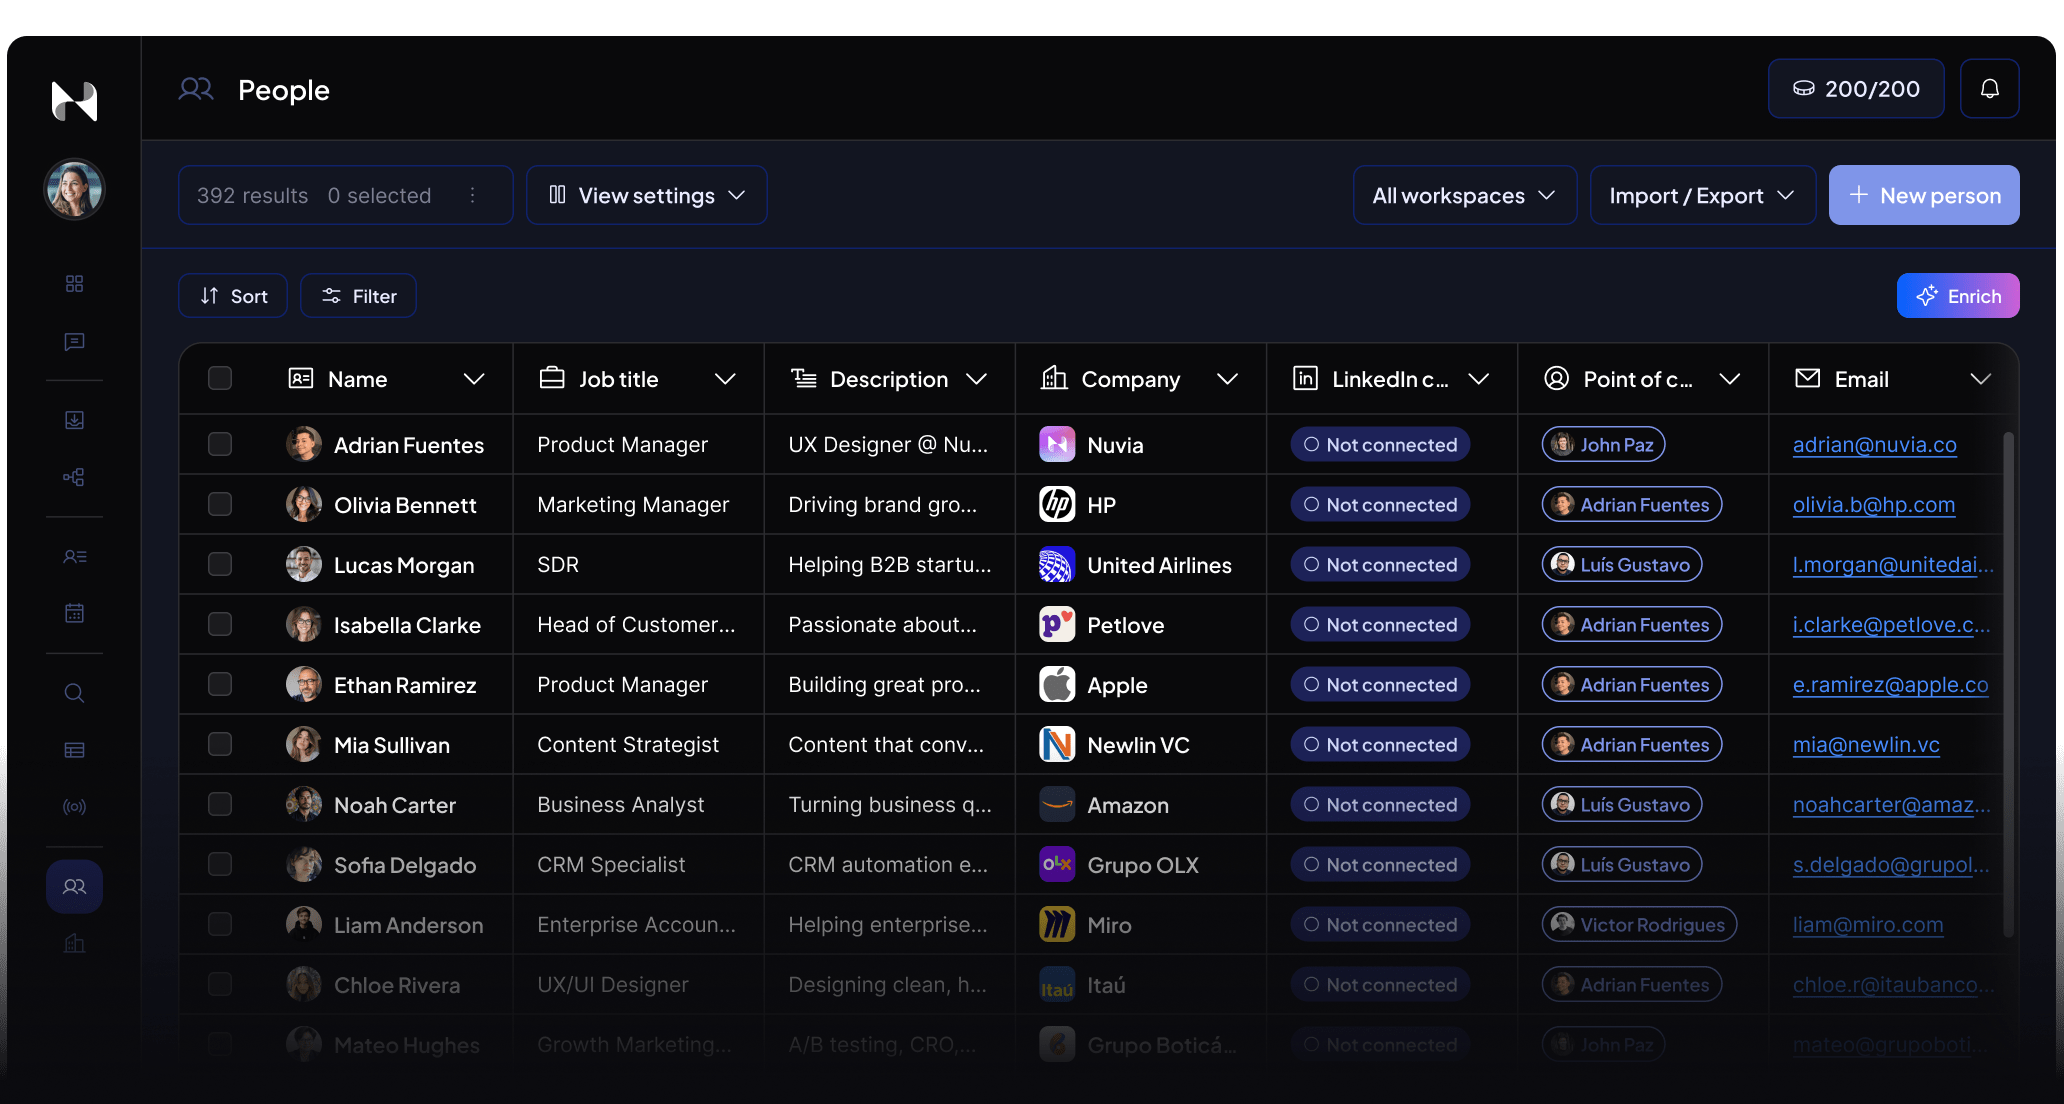 People
200/200
392 results 0 selected
View settings
All workspaces
Import / Export
+ New person
Sort
Filter
Enrich
Name Job title Description Company LinkedIn c... Point of c... Email
Adrian Fuentes Product Manager UX Designer @ Nu... Nuvia Not connected John Paz adrian@nuvia.co
Olivia Bennett Marketing Manager Driving brand gro... hp HP Not connected Adrian Fuentes olivia.b@hp.com
Lucas Morgan SDR Helping B2B startu... United Airlines Not connected Luís Gustavo l.morgan@unitedai...
Isabella Clarke Head of Customer... Passionate about... p Petlove Not connected Adrian Fuentes i.clarke@petlove.c...
Ethan Ramirez Product Manager Building great pro... Apple Not connected Adrian Fuentes e.ramirez@apple.co
Mia Sullivan Content Strategist Content that conv... N Newlin VC Not connected Adrian Fuentes mia@newlin.vc
Noah Carter Business Analyst Turning business q... Amazon Not connected Luís Gustavo noahcarter@amaz...
Sofia Delgado CRM Specialist CRM automation e... OLX Grupo OLX Not connected Luís Gustavo s.delgado@grupol...
Liam Anderson Enterprise Accoun... Helping enterprise... Miro Not connected Victor Rodrigues liam@miro.com
Chloe Rivera UX/UI Designer Designing clean, h... Itaú Itaú Not connected Adrian Fuentes chloe.r@itaubanco...
Mateo Hughes Growth Marketing... A/B testing, CRO,... Grupo Boticá... Not connected John Paz mateo@grupoboti...